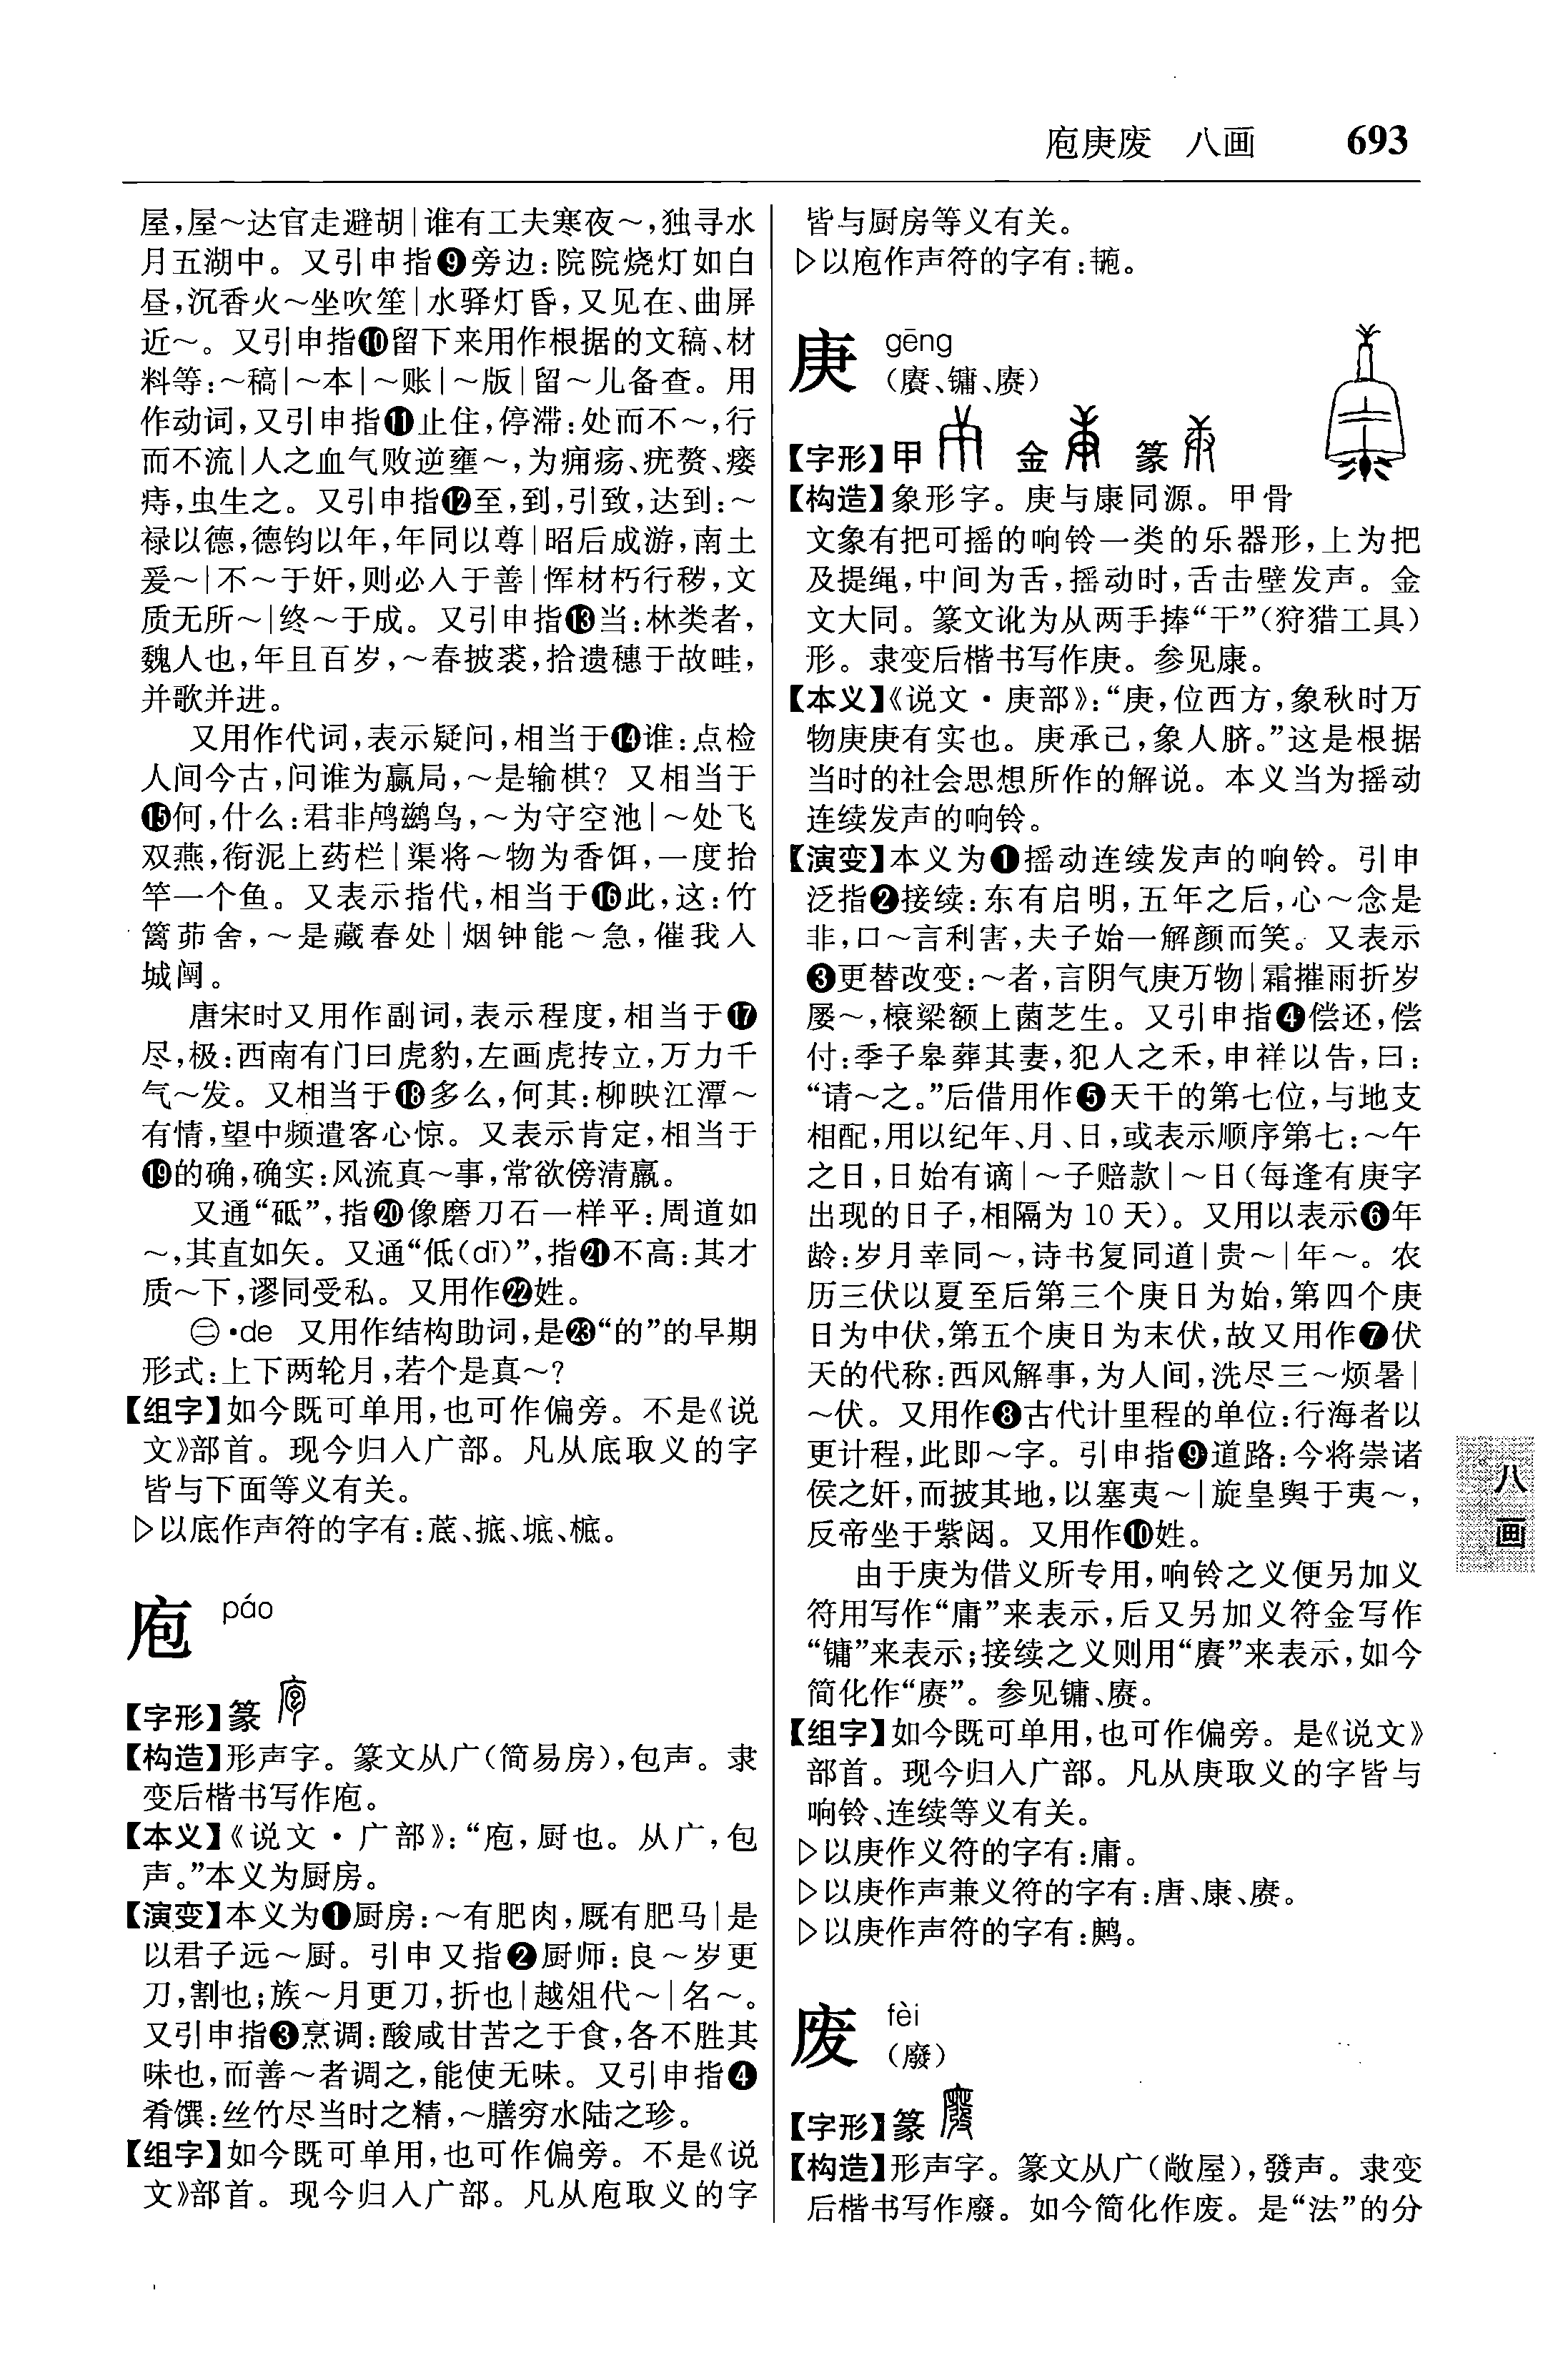 庖庚废 八画 693
屋,屋～达官走避胡|谁有工夫寒夜～,独寻水
月五湖中。又引申指❾旁边:院院烧灯如白
昼,沉香火～坐吹笙|水驿灯昏,又见在、曲屏
近～。又引申指❿留下来用作根据的文稿、材
料等:～稿|～本|～账|～版|留～儿备查。用
作动词,又引申指⓫止住,停滞:处而不～,行
而不流|人之血气败逆壅～,为痈疡、疣赘、瘘
痔,虫生之。又引申指⓬至,到,引致,达到:～
禄以德,德钧以年,年同以尊|昭后成游,南土
爰～|不～于奸,则必入于善|恽材朽行秽,文
质无所～|终～于成。又引申指⓭当:林类者,
魏人也,年且百岁,～春披裘,拾遗穗于故畦,
并歌并进。
又用作代词,表示疑问,相当于⓮谁:点检
人间今古,问谁为赢局,～是输棋?又相当于
⓯何,什么:君非鸬鹚鸟,～为守空池|～处飞
双燕,衔泥上药栏|渠将～物为香饵,一度抬
竿一个鱼。又表示指代,相当于⓰此,这:竹
篱茆舍,～是藏春处|烟钟能～急,催我入
城闉。
唐宋时又用作副词,表示程度,相当于⓱
尽,极:西南有门曰虎豹,左画虎抟立,万力千
气～发。又相当于⓲多么,何其:柳映江潭～
有情,望中频遣客心惊。又表示肯定,相当于
⓳的确,确实:风流真～事,常欲傍清羸。
又通“砥”,指⓴像磨刀石一样平:周道如
～,其直如矢。又通“低(dī)”,指㉑不高:其才
质～下,谬同受私。又用作㉒姓。
㊁·de 又用作结构助词,是㉓“的”的早期
形式:上下两轮月,若个是真～?
【组字】如今既可单用,也可作偏旁。不是《说
文》部首。现今归入广部。凡从底取义的字
皆与下面等义有关。
▷以底作声符的字有:菧、掋、埞、樀。
庖 páo
【字形】篆
【构造】形声字。篆文从广(简易房),包声。隶
变后楷书写作庖。
【本义】《说文·广部》:“庖,厨也。从广,包
声。”本义为厨房。
【演变】本义为❶厨房:～有肥肉,厩有肥马|是
以君子远～厨。引申又指❷厨师:良～岁更
刀,割也;族～月更刀,折也|越俎代～|名～。
又引申指❸烹调:酸咸甘苦之于食,各不胜其
味也,而善～者调之,能使无味。又引申指❹
肴馔:丝竹尽当时之精,～膳穷水陆之珍。
【组字】如今既可单用,也可作偏旁。不是《说
文》部首。现今归入广部。凡从庖取义的字
皆与厨房等义有关。
▷以庖作声符的字有:。
庚 gēng
(赓、镛、赓)
【字形】甲 金 篆
【构造】象形字。庚与康同源。甲骨
文象有把可摇的响铃一类的乐器形,上为把
及提绳,中间为舌,摇动时,舌击壁发声。金
文大同。篆文讹为从两手捧“干”(狩猎工具)
形。隶变后楷书写作庚。参见康。
【本义】《说文·庚部》:“庚,位西方,象秋时万
物庚庚有实也。庚承己,象人脐。”这是根据
当时的社会思想所作的解说。本义当为摇动
连续发声的响铃。
【演变】本义为❶摇动连续发声的响铃。引申
泛指❷接续:东有启明,五年之后,心～念是
非,口～言利害,夫子始一解颜而笑。又表示
❸更替改变:～者,言阴气庚万物|霜摧雨折岁
屡～,榱梁额上菌芝生。又引申指❹偿还,偿
付:季子皋葬其妻,犯人之禾,申祥以告,曰:
“请～之。”后借用作❺天干的第七位,与地支
相配,用以纪年、月、日,或表示顺序第七:～午
之日,日始有谪|～子赔款|～日(每逢有庚字
出现的日子,相隔为10天)。又用以表示❻年
龄:岁月幸同～,诗书复同道|贵～|年～。农
历三伏以夏至后第三个庚日为始,第四个庚
日为中伏,第五个庚日为末伏,故又用作❼伏
天的代称:西风解事,为人间,洗尽三～烦暑|
～伏。又用作❽古代计里程的单位:行海者以
更计程,此即～字。引申指❾道路:今将崇诸
侯之奸,而披其地,以塞夷～|旋皇舆于夷～,
反帝坐于紫闼。又用作❿姓。
由于庚为借义所专用,响铃之义便另加义
符用写作“庸”来表示,后又另加义符金写作
“镛”来表示;接续之义则用“賡”来表示,如今
简化作“赓”。参见镛、赓。
【组字】如今既可单用,也可作偏旁。是《说文》
部首。现今归入广部。凡从庚取义的字皆与
响铃、连续等义有关。
▷以庚作义符的字有:庸。
▷以庚作声兼义符的字有:唐、康、赓。
▷以庚作声符的字有:鹒。
废 fèi
(廢)
【字形】篆
【构造】形声字。篆文从广(敞屋),發声。隶变
后楷书写作廢。如今简化作废。是“法”的分
八画